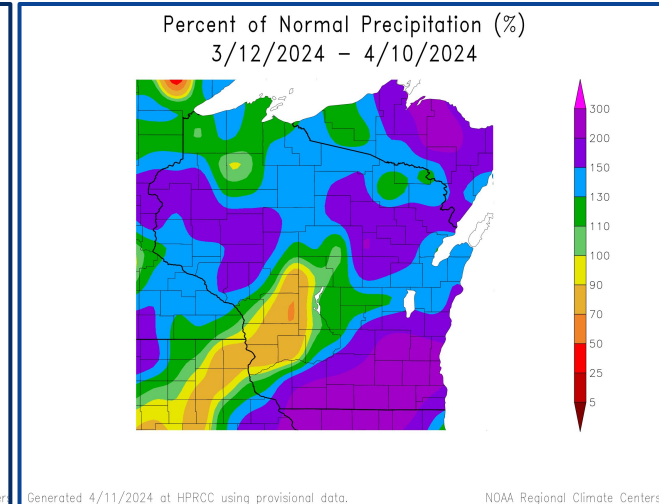 Percent of Normal Precipitation (%)
3/12/2024 – 4/10/2024
300
200
150
130
110
100
90
70
50
25
5
Generated 4/11/2024 at HPRCC using provisional data.
NOAA Regional Climate Centers